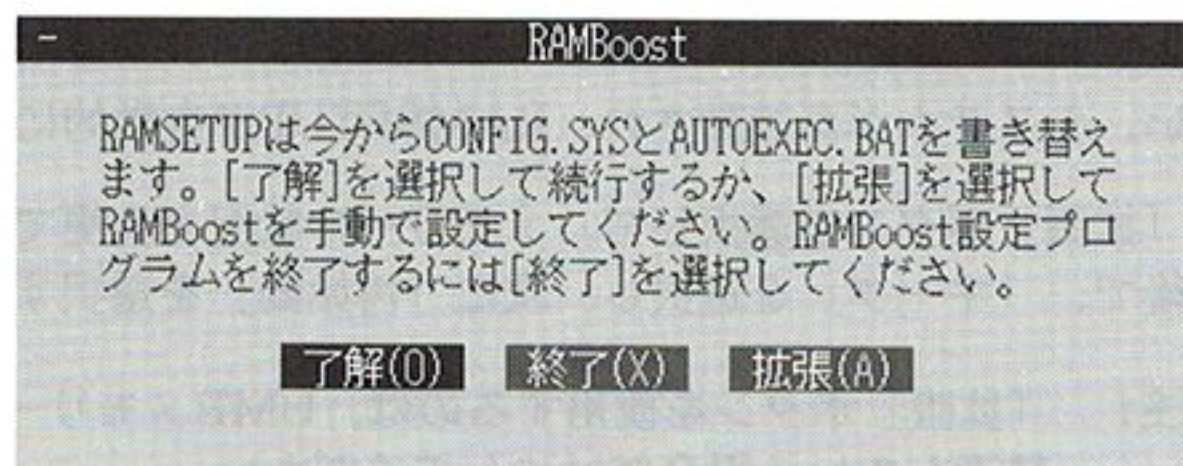 RAMBoost
RAMSETUPは今からCONFIG.SYSとAUTOEXEC.BATを書き替え
ます。[了解]を選択して続行するか、[拡張]を選択して
RAMBoostを手動で設定してください。RAMBoost設定プロ
グラムを終了するには[終了]を選択してください。
了解(O) 終了(X) 拡張(A)